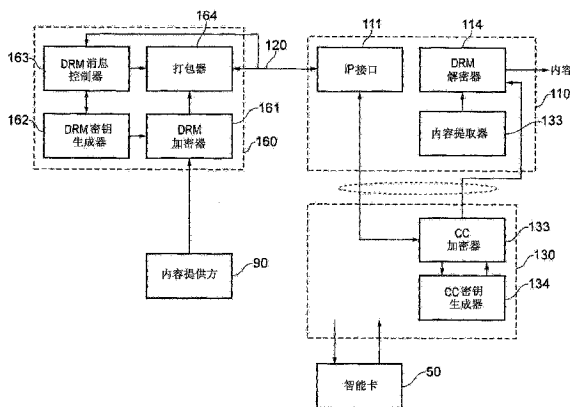 164
163
DRM消息
控制器
打包器
120
162
DRM密钥
生成器
DRM
加密器
161
160
内容提供方
90
111
114
iP接口
DRM
解密器
内容
110
内容提取器
133
CC
加密器
133
130
CC密钥
生成器
134
智能卡
50